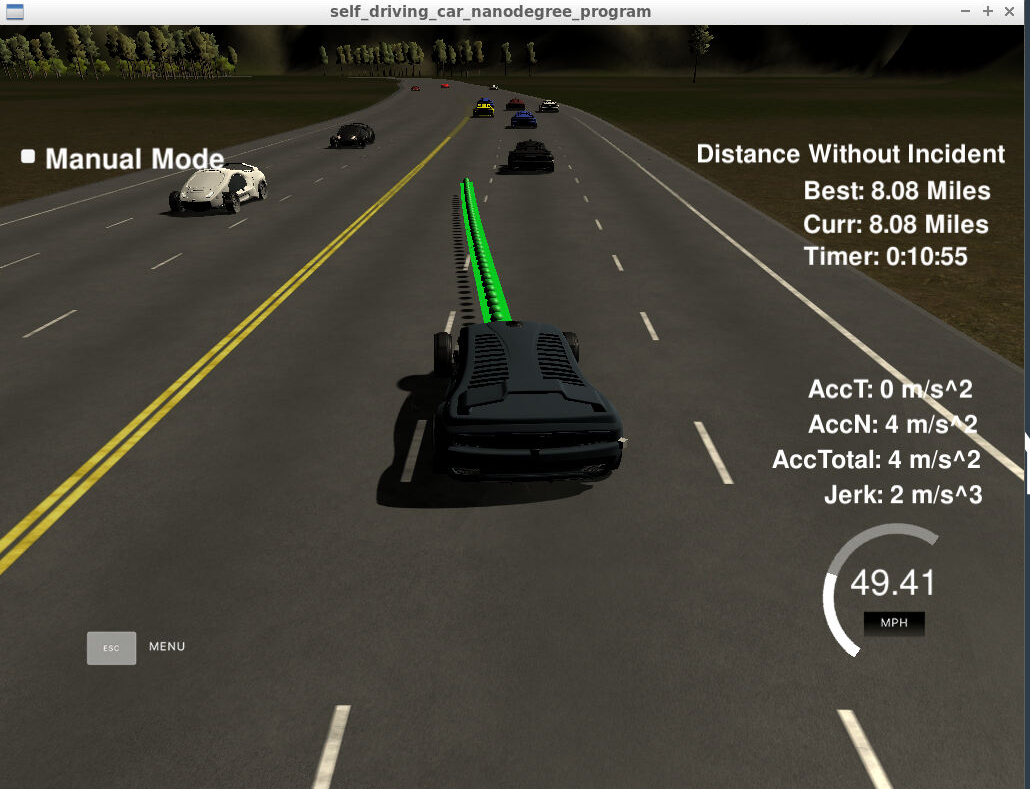 self_driving_car_nanodegree_program
Manual Mode
Distance Without Incident
Best: 8.08 Miles
Curr: 8.08 Miles
Timer: 0:10:55
AccT: 0 m/s^2
AccN: 4 m/s^2
AccTotal: 4 m/s^2
Jerk: 2 m/s^3
49.41
MPH
ESC MENU